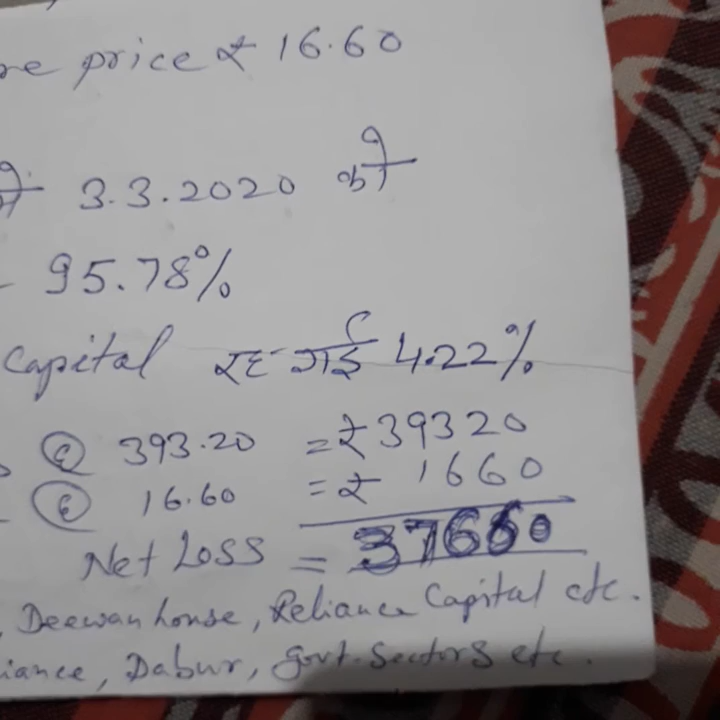 re price ₹ 16.60
3.3.2020 को
95.78%
Capital रह गई 4.22%
@ 393.20 = ₹ 39320
@ 16.60 = ₹ 1660
Net Loss = 37660
, Deewan house, Reliance Capital etc.
iance, Dabur, Govt. Sectors etc.